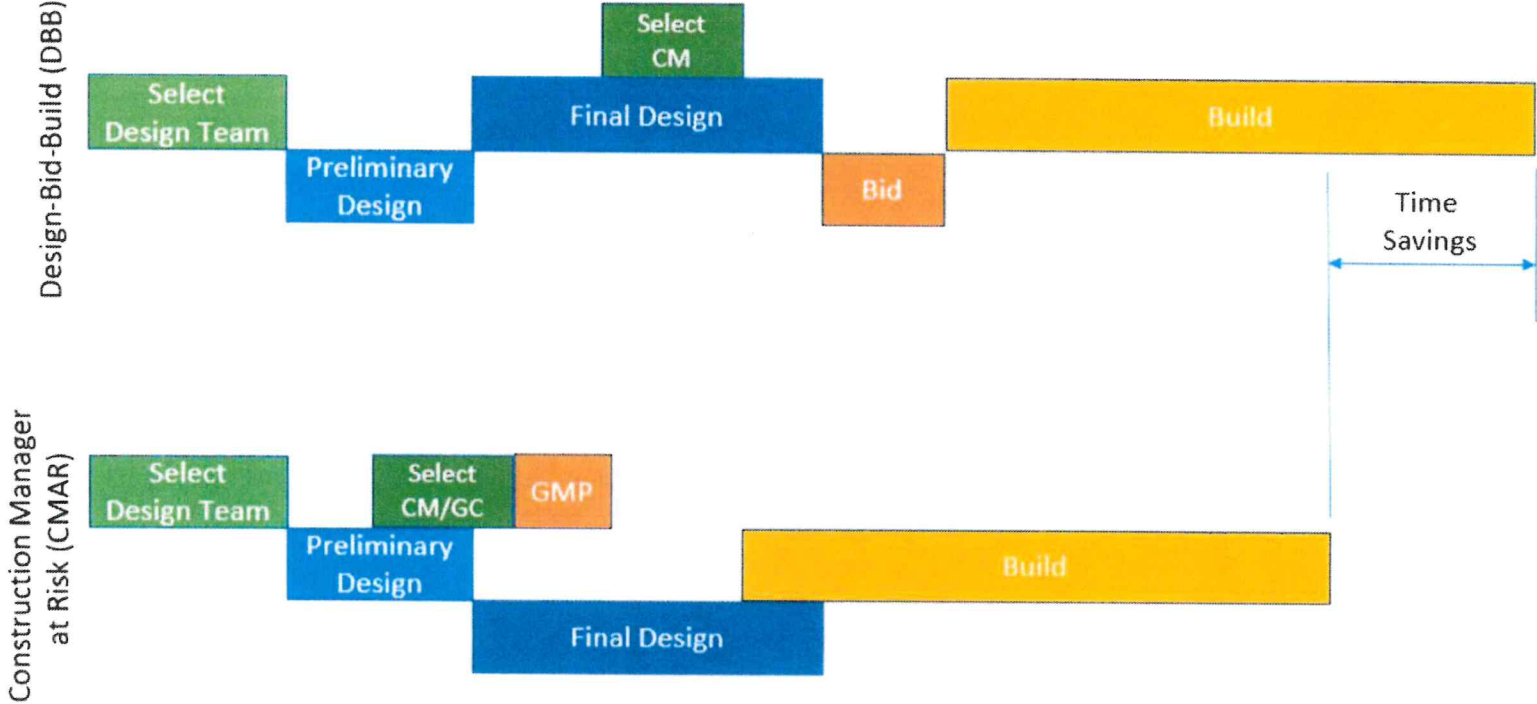 Design-Bid-Build (DBB)
Select
Design Team
Preliminary
Design
Select
CM
Final Design
Bid
Build
Time
Savings
Construction Manager
at Risk (CMAR)
Select
Design Team
Preliminary
Design
Select
CM/GC
GMP
Final Design
Build